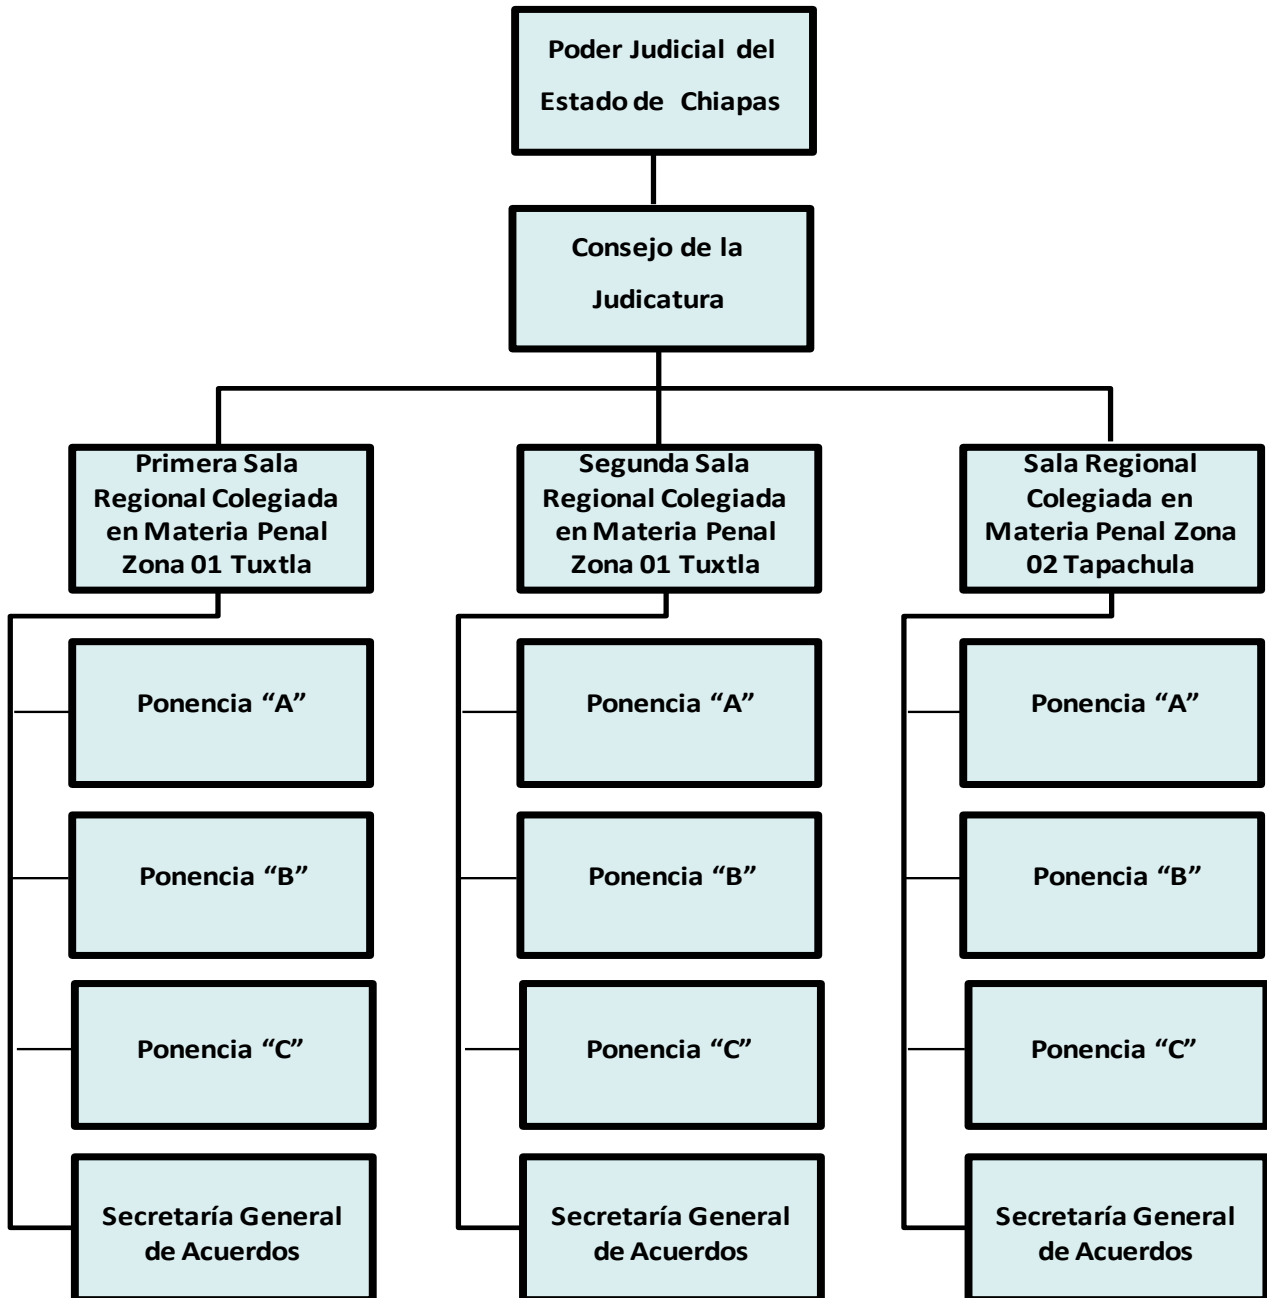 Poder Judicial del
Estado de Chiapas
Consejo de la
Judicatura
Primera Sala
Regional Colegiada
en Materia Penal
Zona 01 Tuxtla
Segunda Sala
Regional Colegiada
en Materia Penal
Zona 01 Tuxtla
Sala Regional
Colegiada en
Materia Penal Zona
02 Tapachula
Ponencia “A”
Ponencia “A”
Ponencia “A”
Ponencia “B”
Ponencia “B”
Ponencia “B”
Ponencia “C”
Ponencia “C”
Ponencia “C”
Secretaría General
de Acuerdos
Secretaría General
de Acuerdos
Secretaría General
de Acuerdos